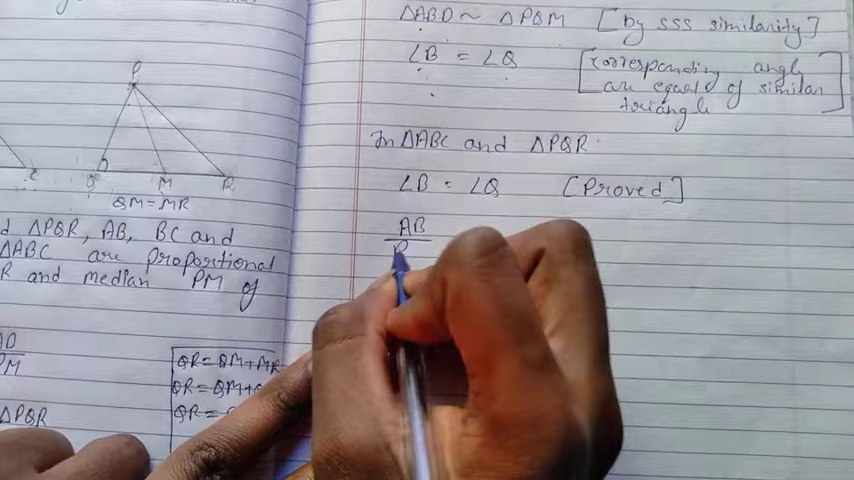 P
C
Q M R
QM = MR
d ΔPQR, AB, BC and
ΔABC are proportional
R and median PM of
AD
PM
ΔPQR
QR = QM + MR
QR = QM + Q
QR =
ΔABD ~ ΔPQM [by SSS similarity]
∠B = ∠Q [corresponding angle
are equal of similar
triangle]
In ΔABC and ΔPQR.
∠B = ∠Q [Proved]
AB
P